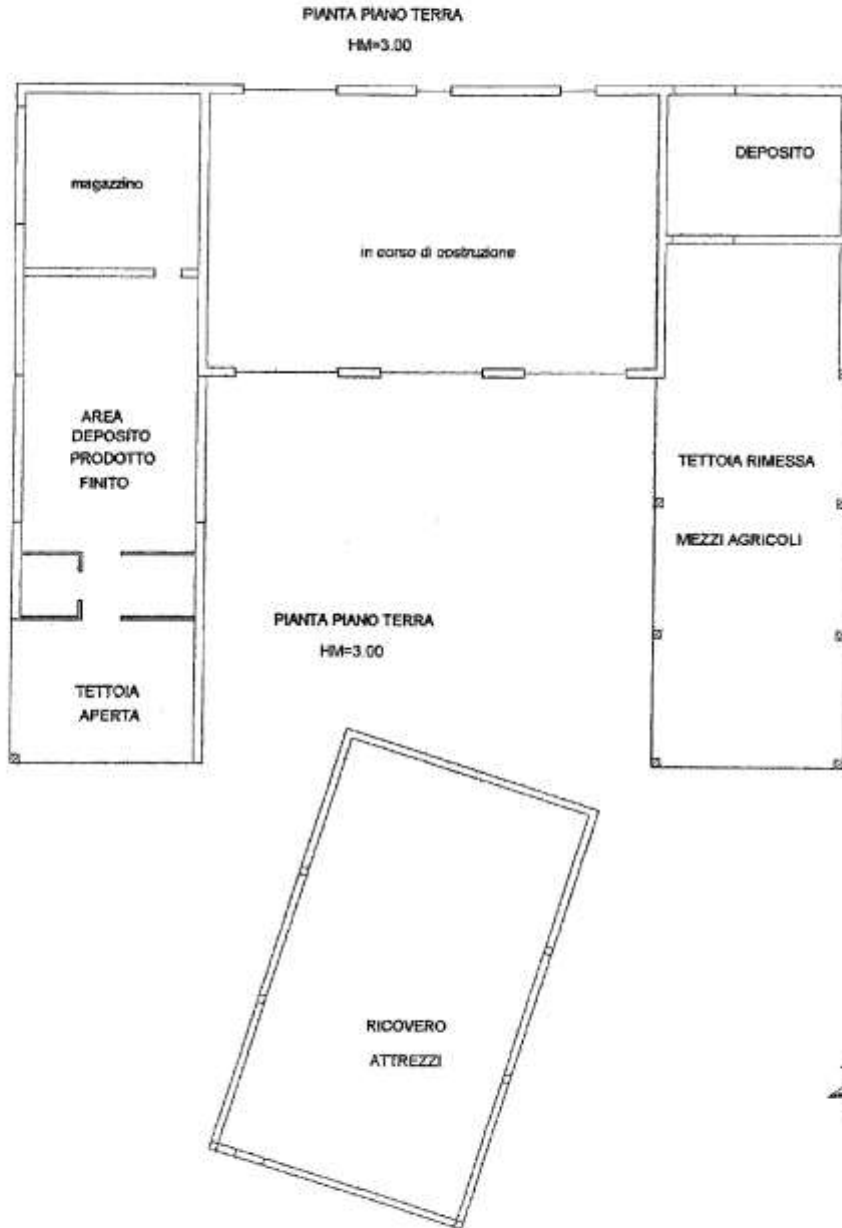 PIANTA PIANO TERRA
HM=3.00
magazzino
in corso di costruzione
DEPOSITO
AREA
DEPOSITO
PRODOTTO
FINITO
TETTOIA RIMESSA
MEZZI AGRICOLI
PIANTA PIANO TERRA
HM=3.00
TETTOIA
APERTA
RICOVERO
ATTREZZI